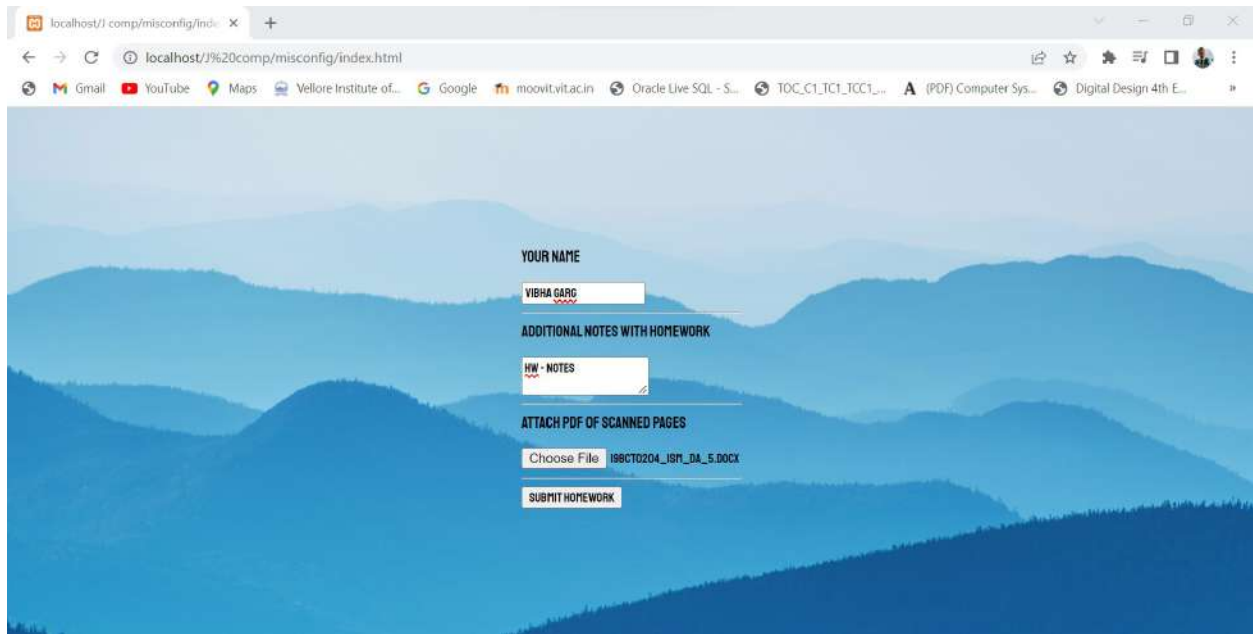 localhost/J comp/misconfig/inde
localhost/J%20comp/misconfig/index.html
Gmail YouTube Maps Vellore Institute of... Google moovit.vit.ac.in Oracle Live SQL - S... TOC_C1_TC1_TCC1_... (PDF) Computer Sys... Digital Design 4th E...
YOUR NAME
VIBHA GARG
ADDITIONAL NOTES WITH HOMEWORK
HW - NOTES
ATTACH PDF OF SCANNED PAGES
Choose File 19BCT0204_ISM_DA_5.DOCX
SUBMIT HOMEWORK